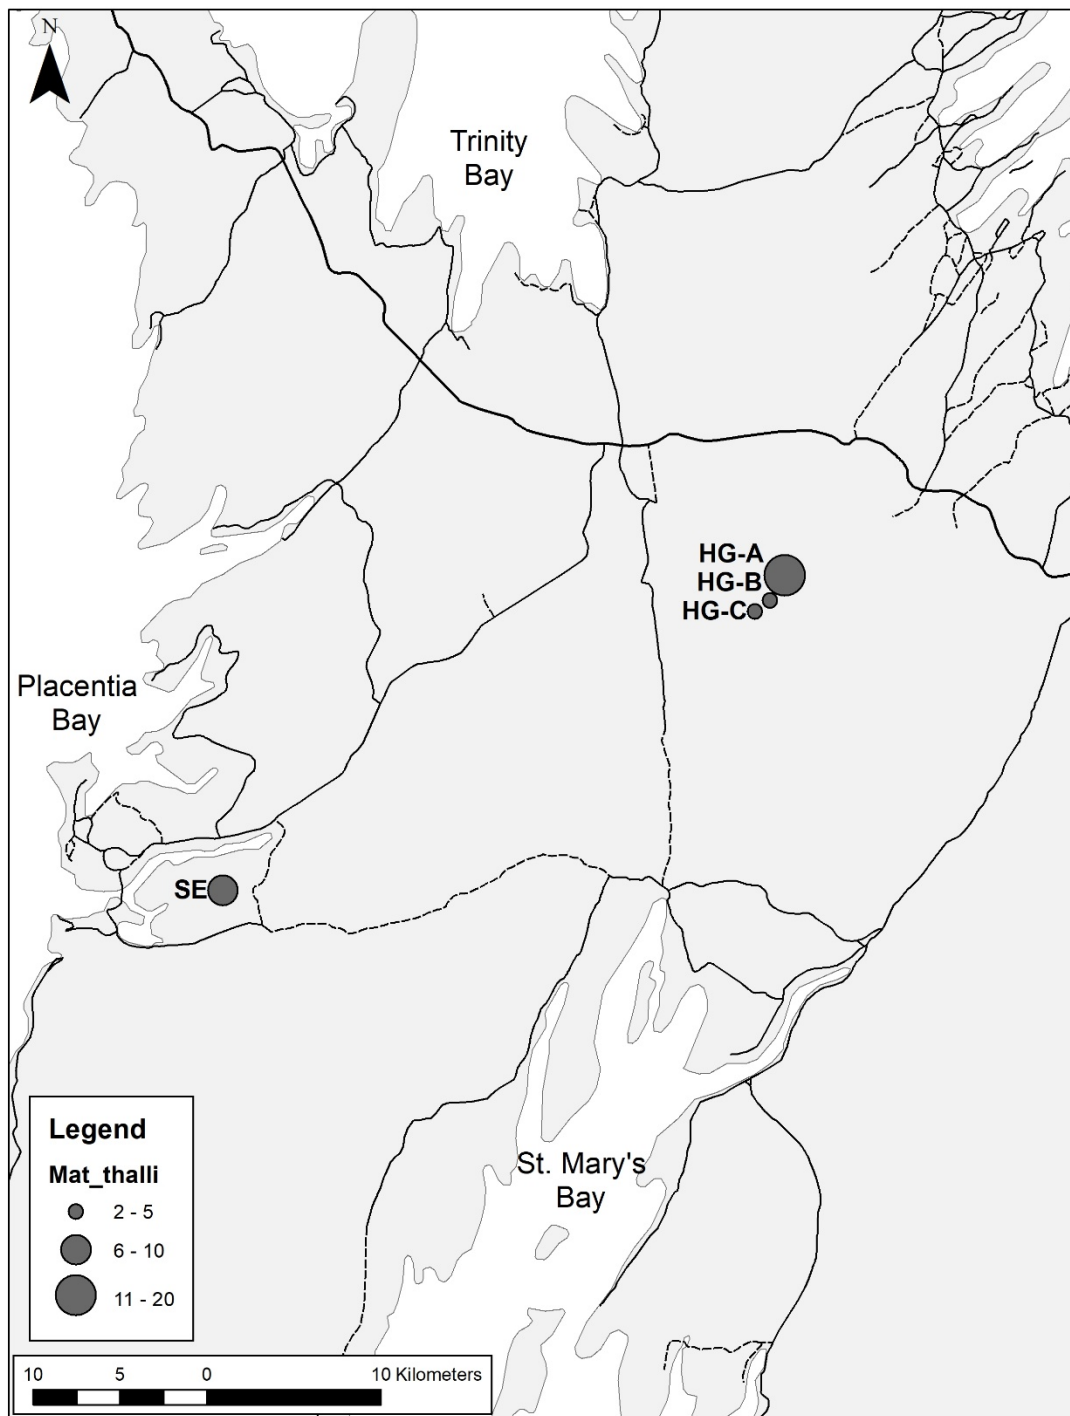 N
Trinity
Bay
HG-A
HG-B
HG-C
Placentia
Bay
SE
St. Mary's
Bay
Legend
Mat_thalli
2 - 5
6 - 10
11 - 20
10 5 0 10 Kilometers